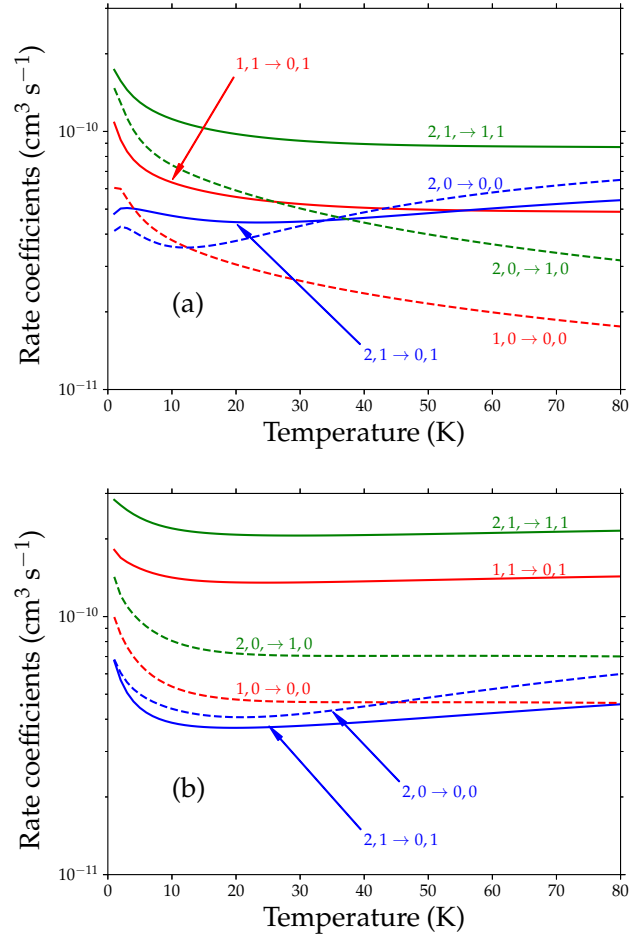 Rate coefficients (cm³ s⁻¹)
10⁻¹⁰
10⁻¹¹
1, 1 → 0, 1
2, 1, → 1, 1
2, 0 → 0, 0
2, 0, → 1, 0
1, 0 → 0, 0
2, 1 → 0, 1
(a)
0 10 20 30 40 50 60 70 80
Temperature (K)
Rate coefficients (cm³ s⁻¹)
10⁻¹⁰
10⁻¹¹
2, 1, → 1, 1
1, 1 → 0, 1
2, 0, → 1, 0
1, 0 → 0, 0
2, 0 → 0, 0
(b)
2, 1 → 0, 1
0 10 20 30 40 50 60 70 80
Temperature (K)